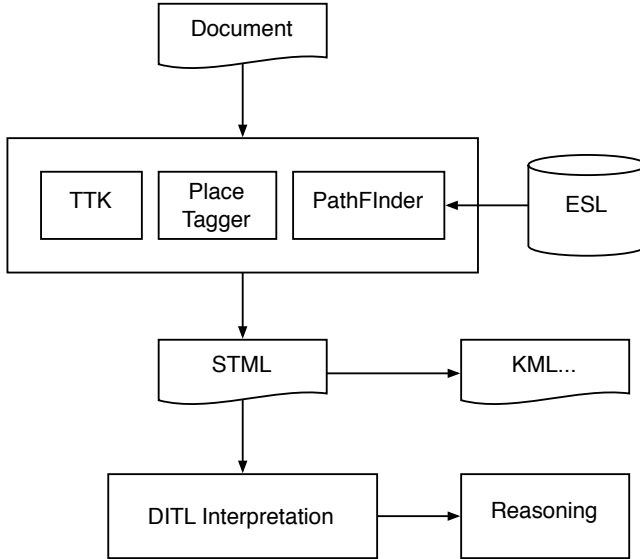 Document
TTK
Place
Tagger
PathFInder
ESL
STML
KML...
DITL Interpretation
Reasoning